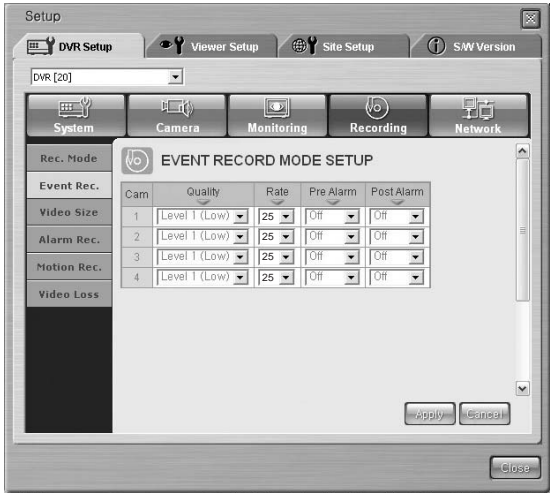 Setup
DVR Setup Viewer Setup Site Setup S/W Version
DVR [20]
System Camera Monitoring Recording Network
Rec. Mode
Event Rec.
Video Size
Alarm Rec.
Motion Rec.
Video Loss
EVENT RECORD MODE SETUP
Cam Quality Rate Pre Alarm Post Alarm
1 Level 1 (Low) 25 Off Off
2 Level 1 (Low) 25 Off Off
3 Level 1 (Low) 25 Off Off
4 Level 1 (Low) 25 Off Off
Apply Cancel
Close